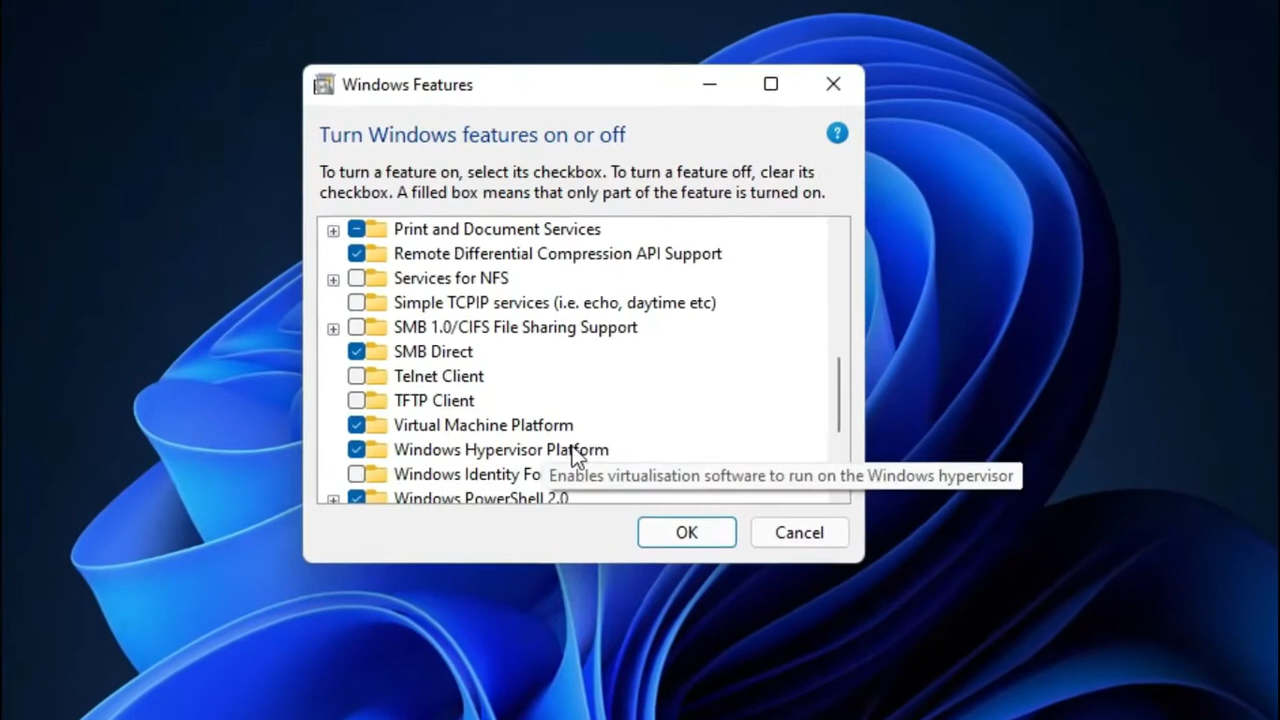 Windows Features
Turn Windows features on or off
?
To turn a feature on, select its checkbox. To turn a feature off, clear its
checkbox. A filled box means that only part of the feature is turned on.
Print and Document Services
Remote Differential Compression API Support
Services for NFS
Simple TCPIP services (i.e. echo, daytime etc)
SMB 1.0/CIFS File Sharing Support
SMB Direct
Telnet Client
TFTP Client
Virtual Machine Platform
Windows Hypervisor Platform
Windows Identity Fo
Enables virtualisation software to run on the Windows hypervisor
Windows PowerShell 2.0
OK
Cancel